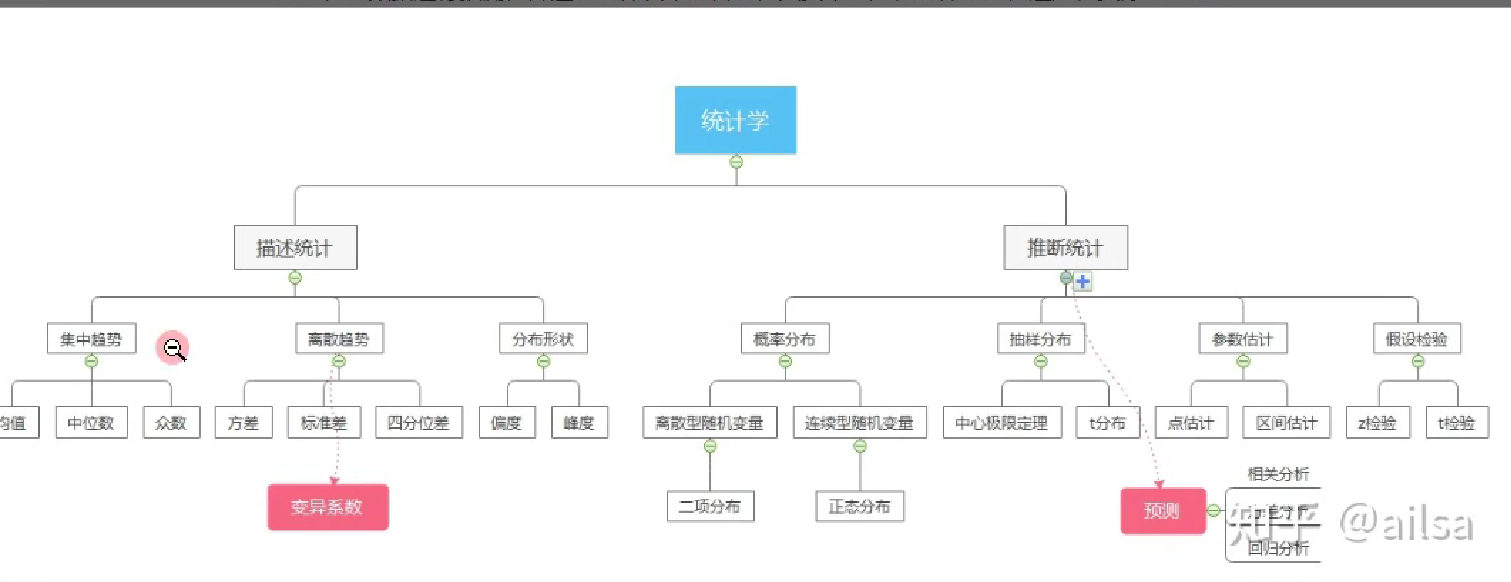 统计学
描述统计
推断统计
集中趋势
离散趋势
分布形状
概率分布
抽样分布
参数估计
假设检验
均值
中位数
众数
方差
标准差
四分位差
偏度
峰度
离散型随机变量
连续型随机变量
中心极限定理
t分布
点估计
区间估计
z检验
t检验
变异系数
二项分布
正态分布
预测
相关分析
回归分析
知乎 @ailsa